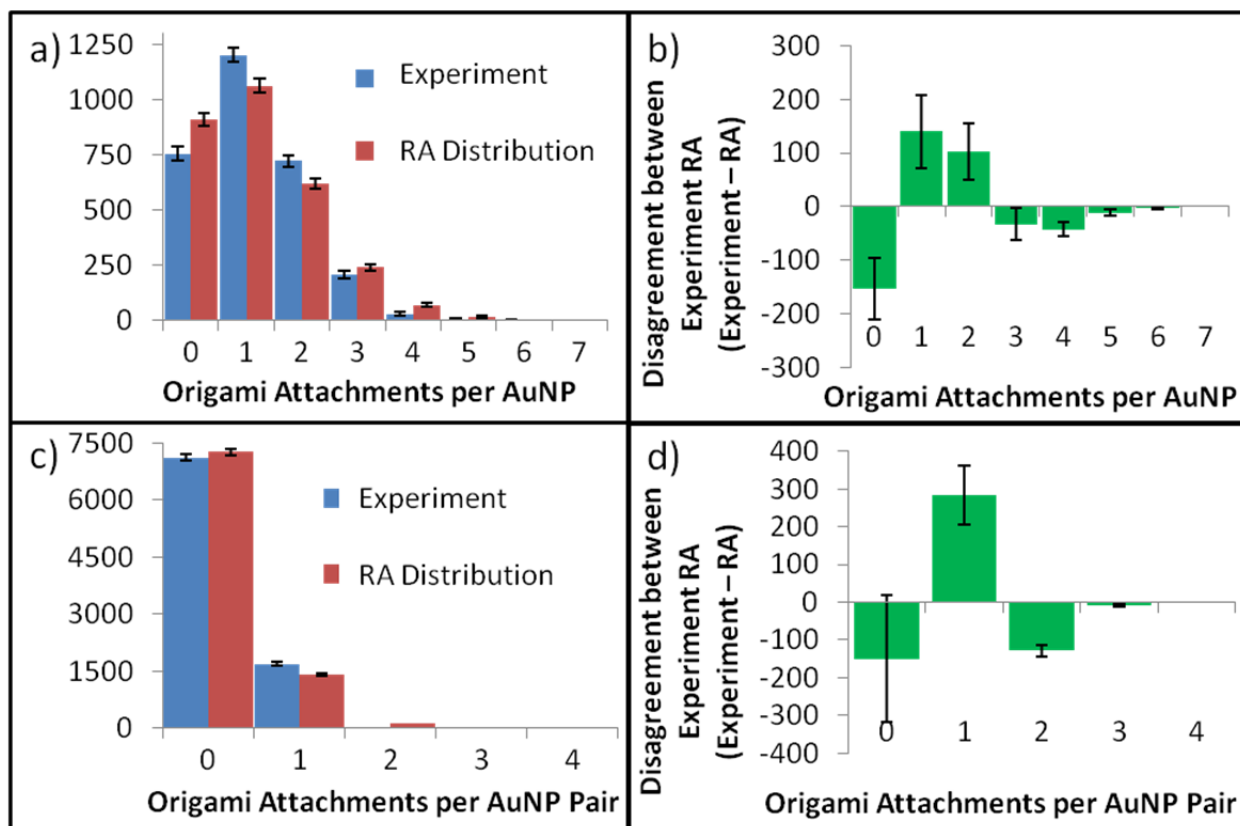 a)
1250
1000
750
500
250
0
Experiment
RA Distribution
0 1 2 3 4 5 6 7
Origami Attachments per AuNP
b)
Disagreement between
Experiment RA
(Experiment – RA)
300
200
100
0
-100
-200
-300
0 1 2 3 4 5 6 7
Origami Attachments per AuNP
c)
7500
6000
4500
3000
1500
0
Experiment
RA Distribution
0 1 2 3 4
Origami Attachments per AuNP Pair
d)
Disagreement between
Experiment RA
(Experiment – RA)
400
300
200
100
0
-100
-200
-300
-400
0 1 2 3 4
Origami Attachments per AuNP Pair